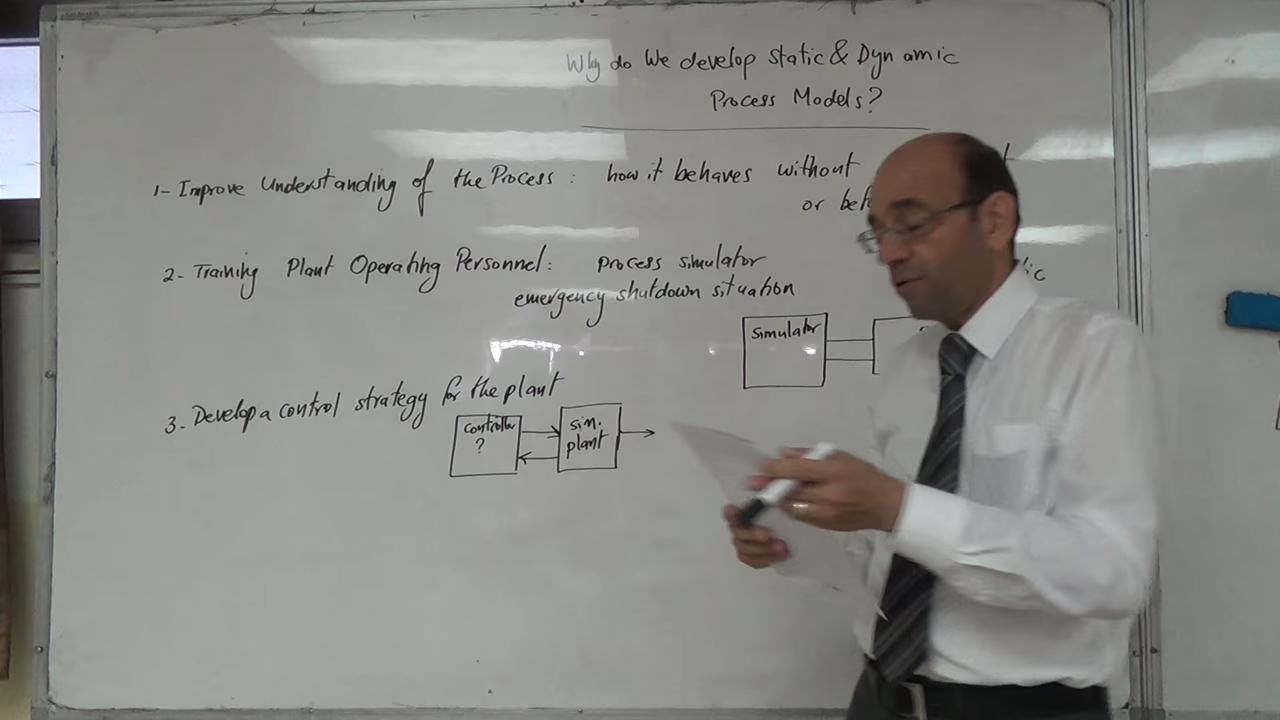 Why do We develop Static & Dynamic
Process Models?
1- Improve Understanding of the Process: how it behaves without
or
2- Training Plant Operating Personnel: process simulator
emergency shutdown situation
simulator
3- Develop a control strategy for the plant
controller
?
sim.
plant